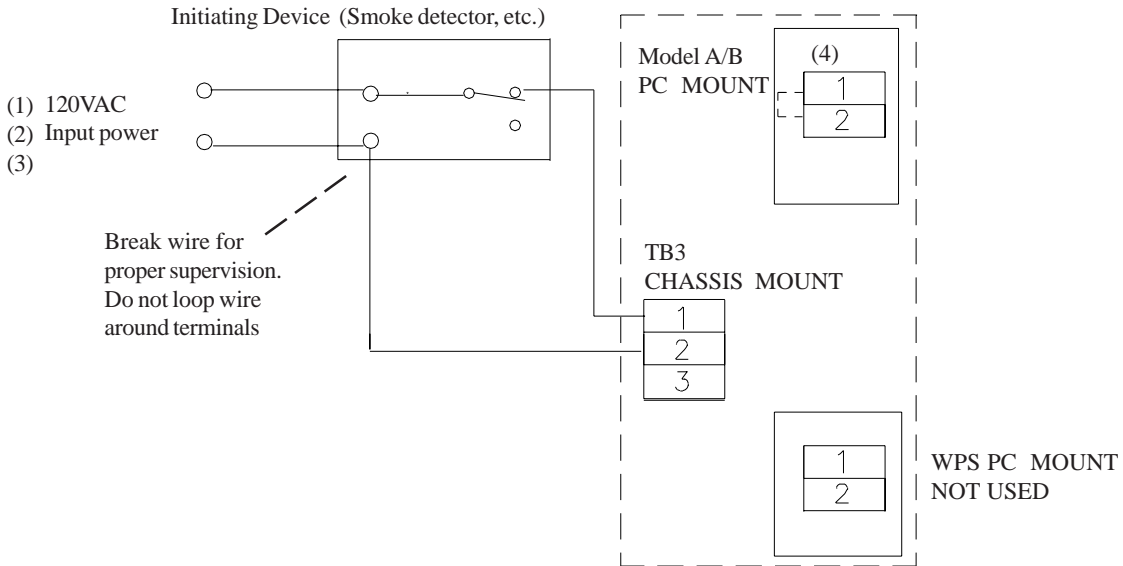 Initiating Device (Smoke detector, etc.)
(1) 120VAC
(2) Input power
(3)
Break wire for
proper supervision.
Do not loop wire
around terminals
Model A/B
PC MOUNT
(4)
1
2
TB3
CHASSIS MOUNT
1
2
3
1
2
WPS PC MOUNT
NOT USED